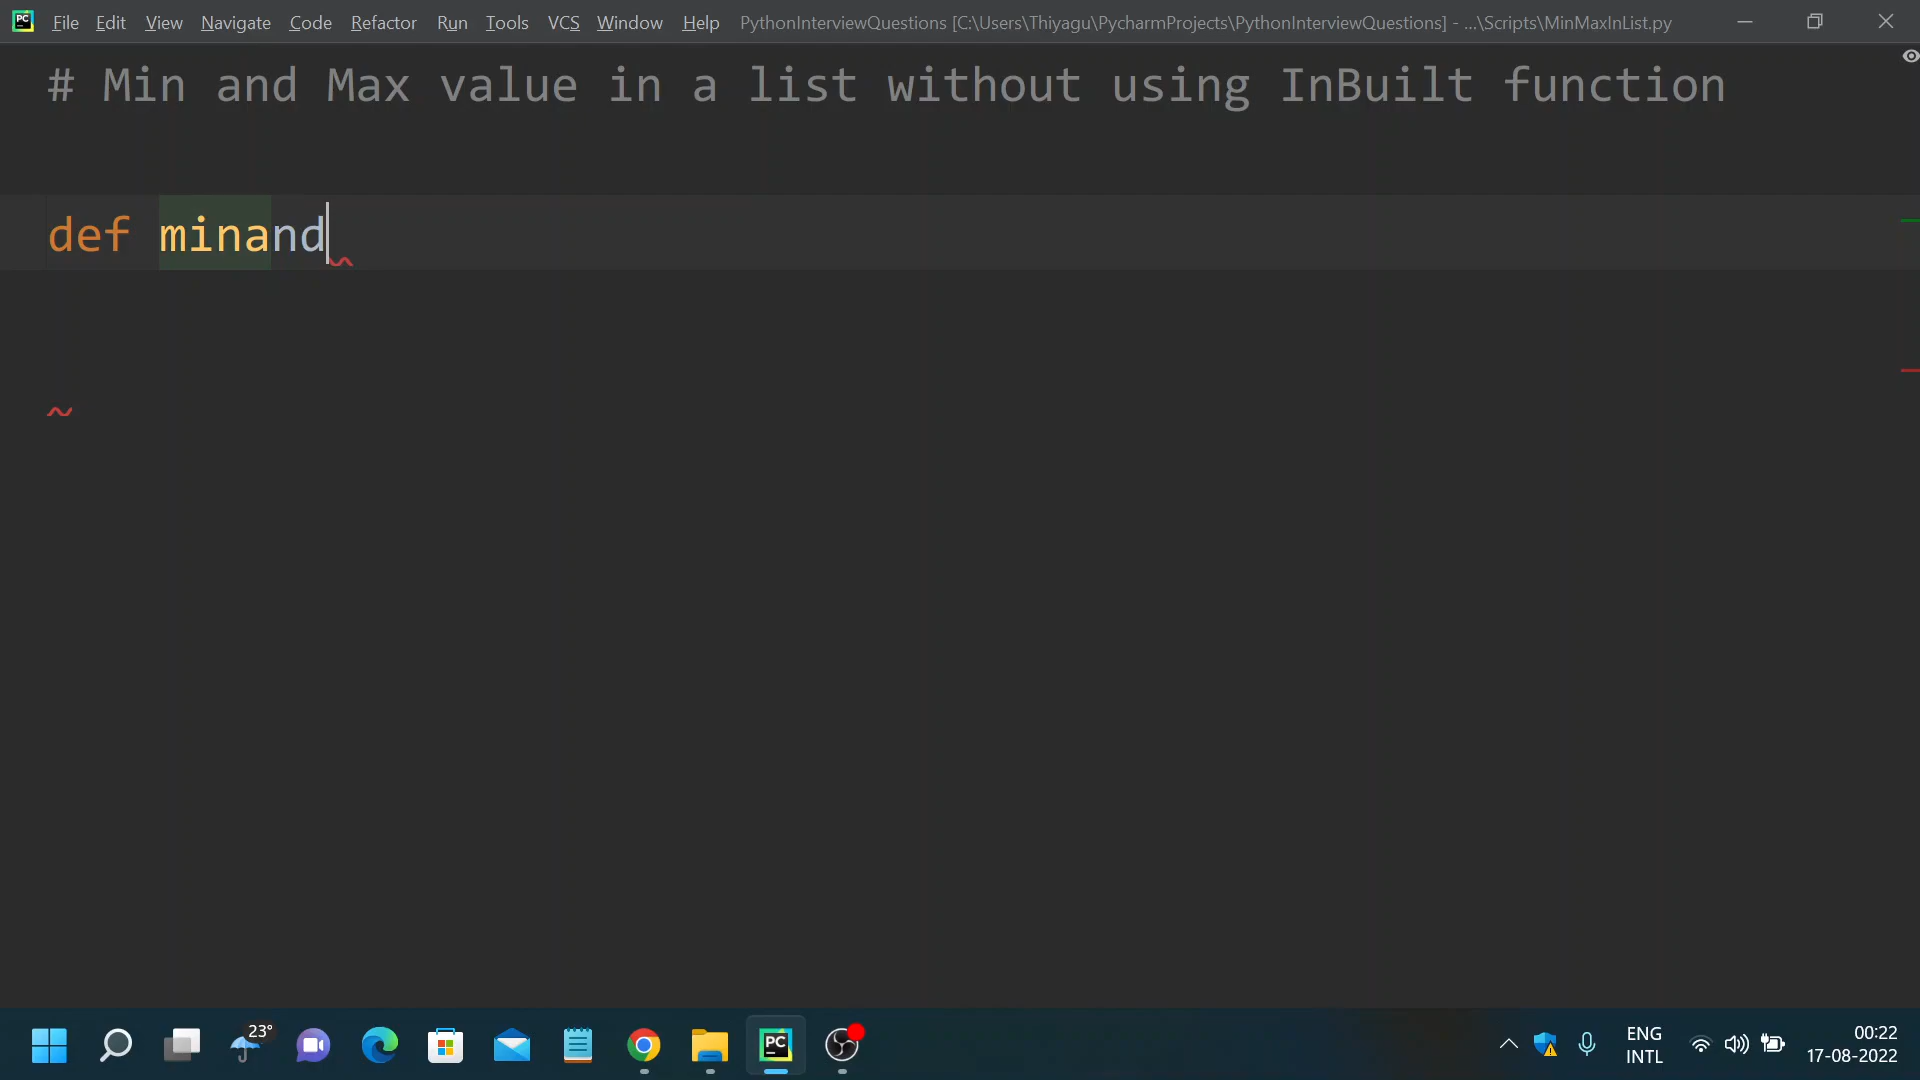 PC File Edit View Navigate Code Refactor Run Tools VCS Window Help PythonInterviewQuestions [C:\Users\Thiyagu\PycharmProjects\PythonInterviewQuestions] - ...\Scripts\MinMaxInList.py
# Min and Max value in a list without using InBuilt function
def minand
23°
PC
ENG
INTL
00:22
17-08-2022